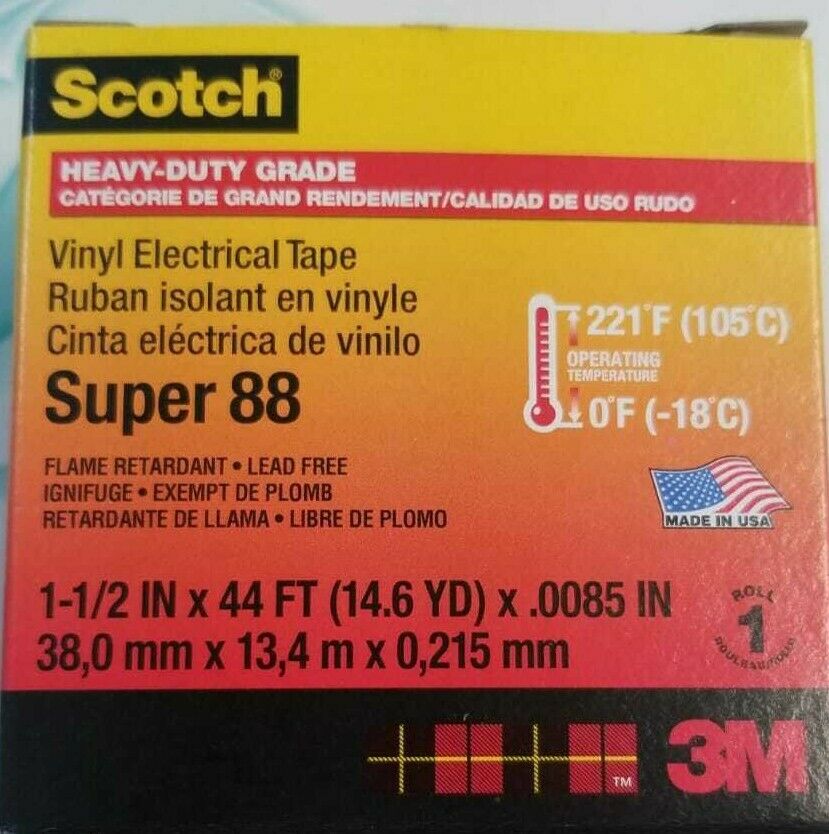 Scotch®
HEAVY-DUTY GRADE
CATÉGORIE DE GRAND RENDEMENT/CALIDAD DE USO RUDO
Vinyl Electrical Tape
Ruban isolant en vinyle
Cinta eléctrica de vinilo
Super 88
221°F (105°C)
OPERATING
TEMPERATURE
0°F (-18°C)
FLAME RETARDANT • LEAD FREE
IGNIFUGE • EXEMPT DE PLOMB
RETARDANTE DE LLAMA • LIBRE DE PLOMO
MADE IN USA
1-1/2 IN x 44 FT (14.6 YD) x .0085 IN
38,0 mm x 13,4 m x 0,215 mm
ROLL
1
ROULEAU/ROLLO
TM
3M